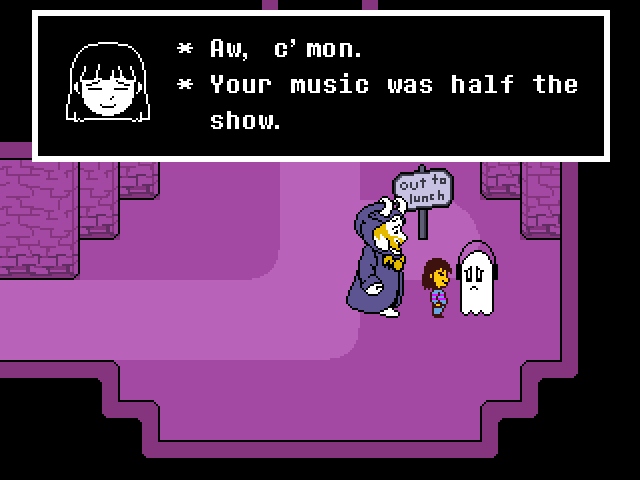 * Aw, c'mon.
* Your music was half the
show.
out to
lunch